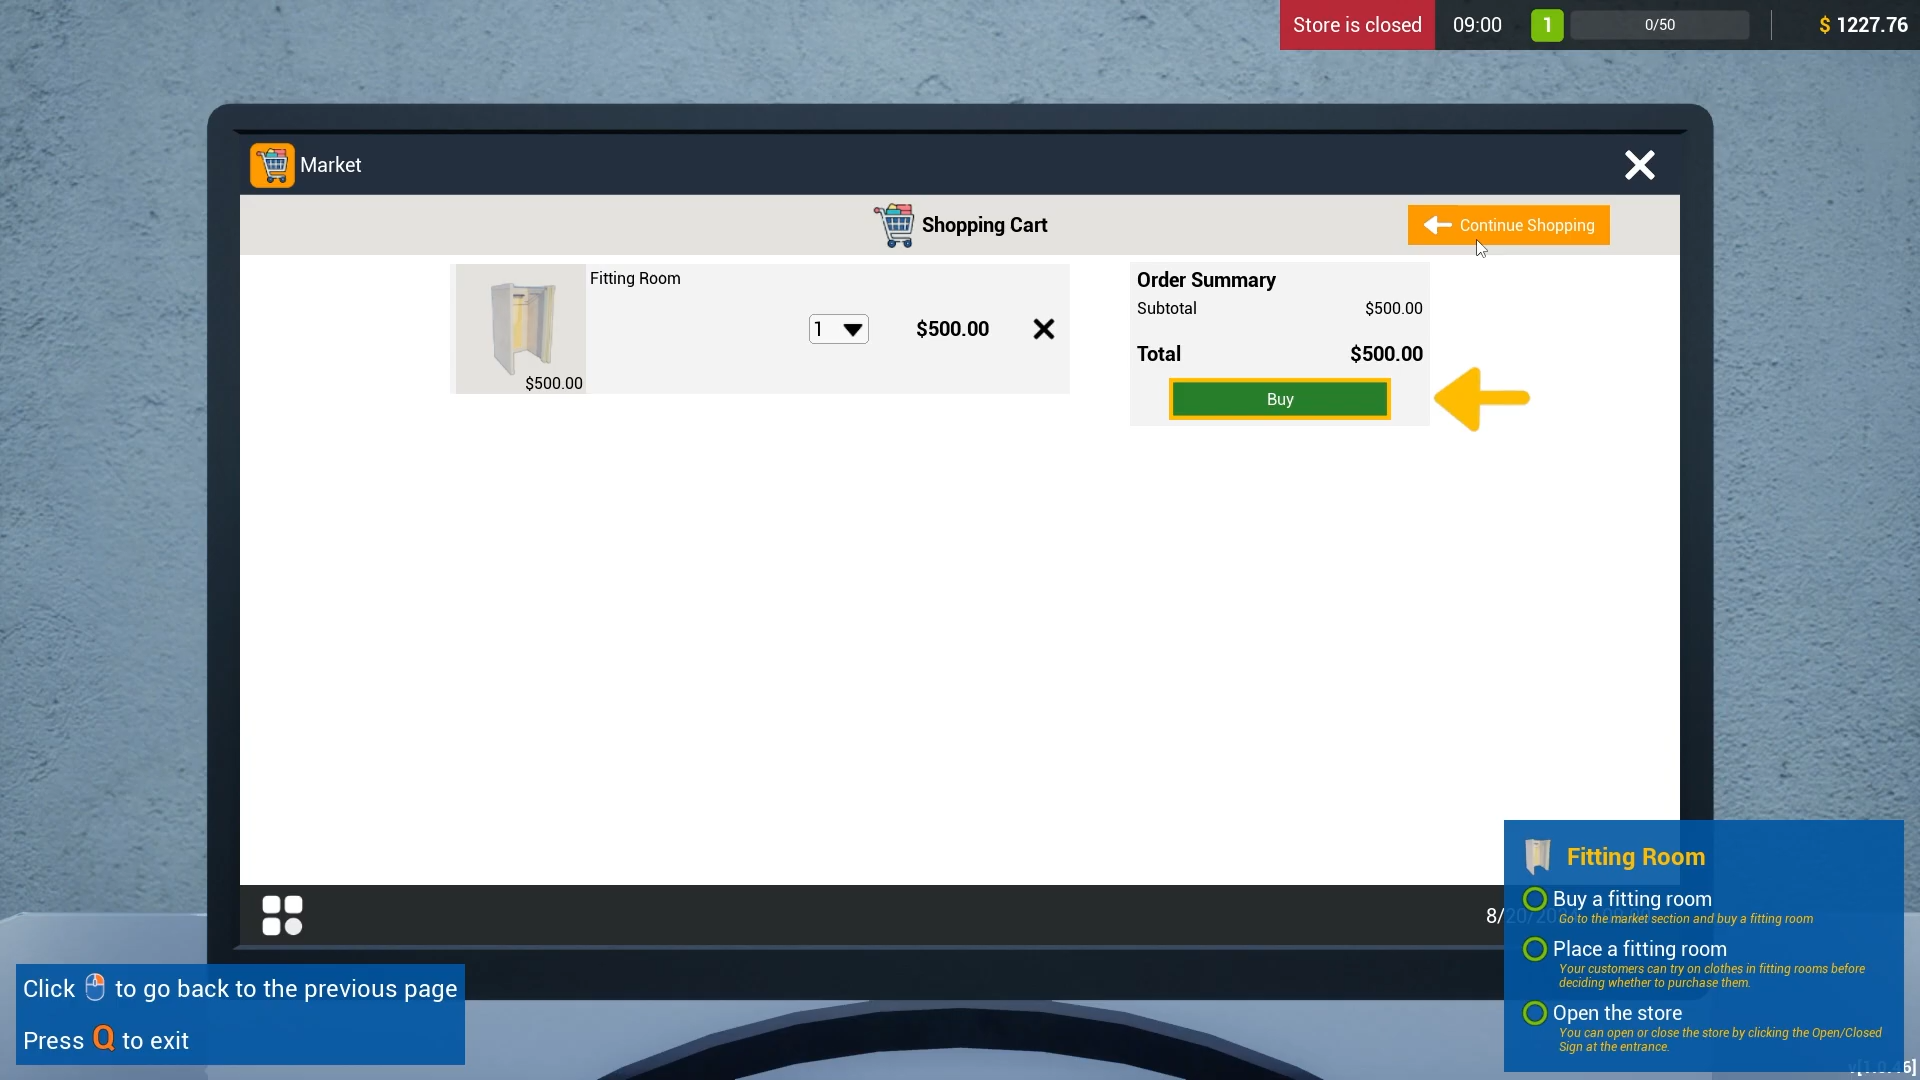 Store is closed
09:00
1
0/50
$ 1227.76
Market
Shopping Cart
Continue Shopping
Fitting Room
1
$500.00
$500.00
Order Summary
Subtotal
$500.00
Total
$500.00
Buy
8/20/20
Fitting Room
Buy a fitting room
Go to the market section and buy a fitting room
Place a fitting room
Your customers can try on clothes in fitting rooms before
deciding whether to purchase them.
Open the store
You can open or close the store by clicking the Open/Closed
Sign at the entrance.
Click to go back to the previous page
Press Q to exit